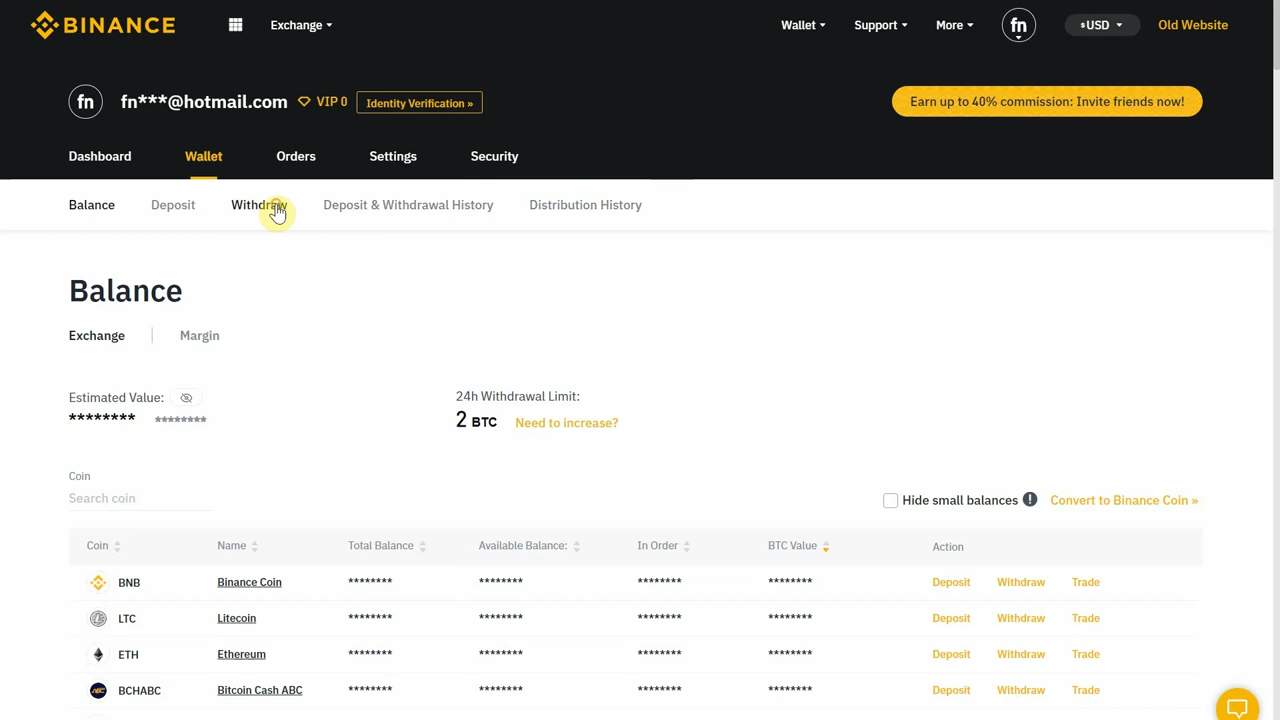 BINANCE Exchange Wallet Support More fn $USD Old Website
fn fn***@hotmail.com VIP 0 Identity Verification » Earn up to 40% commission: Invite friends now!
Dashboard Wallet Orders Settings Security
Balance Deposit Withdraw Deposit & Withdrawal History Distribution History
Balance
Exchange Margin
Estimated Value: 24h Withdrawal Limit:
******** ******** 2 BTC Need to increase?
Coin
Search coin Hide small balances Convert to Binance Coin »
Coin Name Total Balance Available Balance: In Order BTC Value Action
BNB Binance Coin ******** ******** ******** ******** Deposit Withdraw Trade
LTC Litecoin ******** ******** ******** ******** Deposit Withdraw Trade
ETH Ethereum ******** ******** ******** ******** Deposit Withdraw Trade
ABC BCHABC Bitcoin Cash ABC ******** ******** ******** ******** Deposit Withdraw Trade